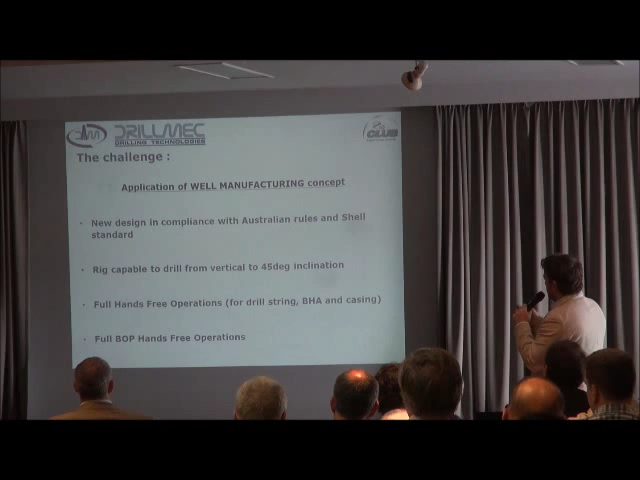 DRILLMEC
DRILLING TECHNOLOGIES
CLUB
The challenge :
Application of WELL MANUFACTURING concept
· New design in compliance with Australian rules and Shell
standard
· Rig capable to drill from vertical to 45deg inclination
· Full Hands Free Operations (for drill string, BHA and casing)
· Full BOP Hands Free Operations